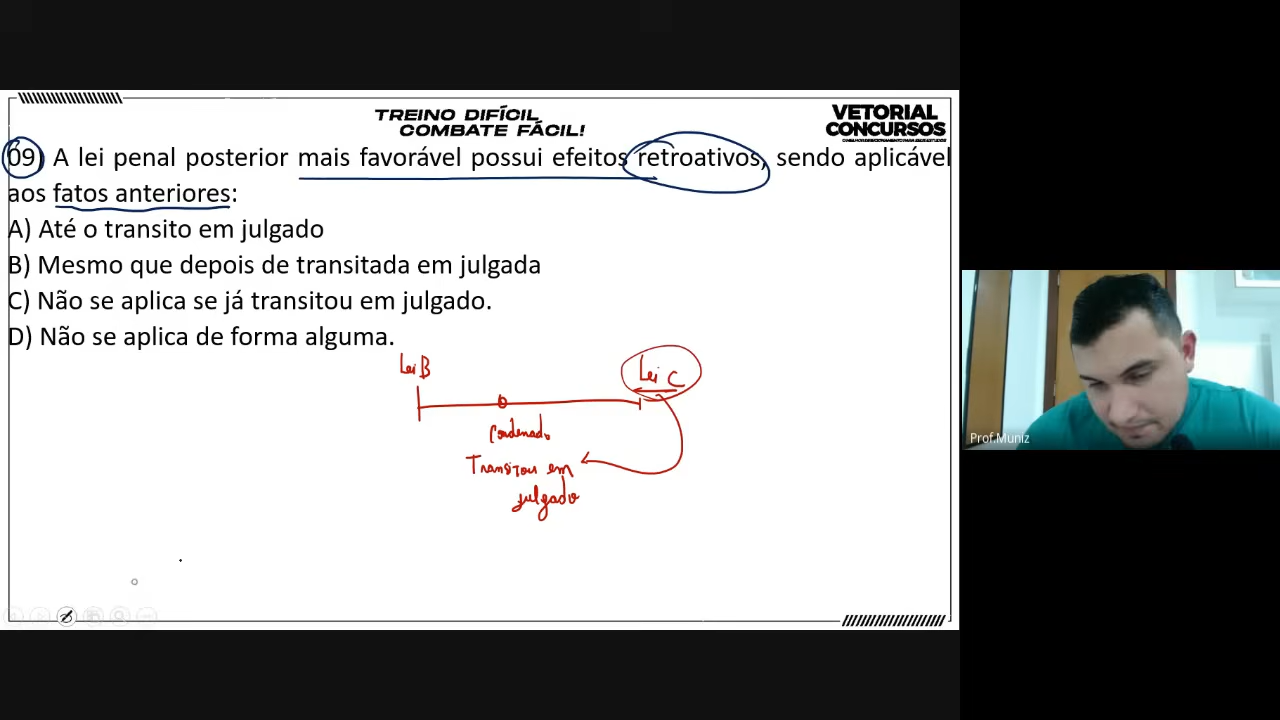 TREINO DIFÍCIL
COMBATE FÁCIL!
VETORIAL
CONCURSOS
09) A lei penal posterior mais favorável possui efeitos retroativos, sendo aplicável
aos fatos anteriores:
A) Até o transito em julgado
B) Mesmo que depois de transitada em julgada
C) Não se aplica se já transitou em julgado.
D) Não se aplica de forma alguma.
Lei B
Lei C
Condenado
Transitou em
julgado
Prof.Muniz